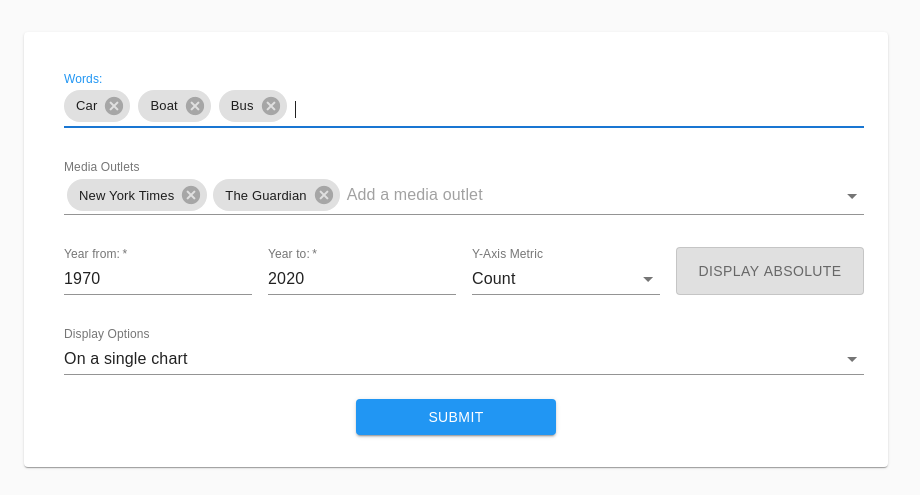 Words:
Car Boat Bus
Media Outlets
New York Times The Guardian Add a media outlet
Year from: * Year to: * Y-Axis Metric
1970 2020 Count DISPLAY ABSOLUTE
Display Options
On a single chart
SUBMIT